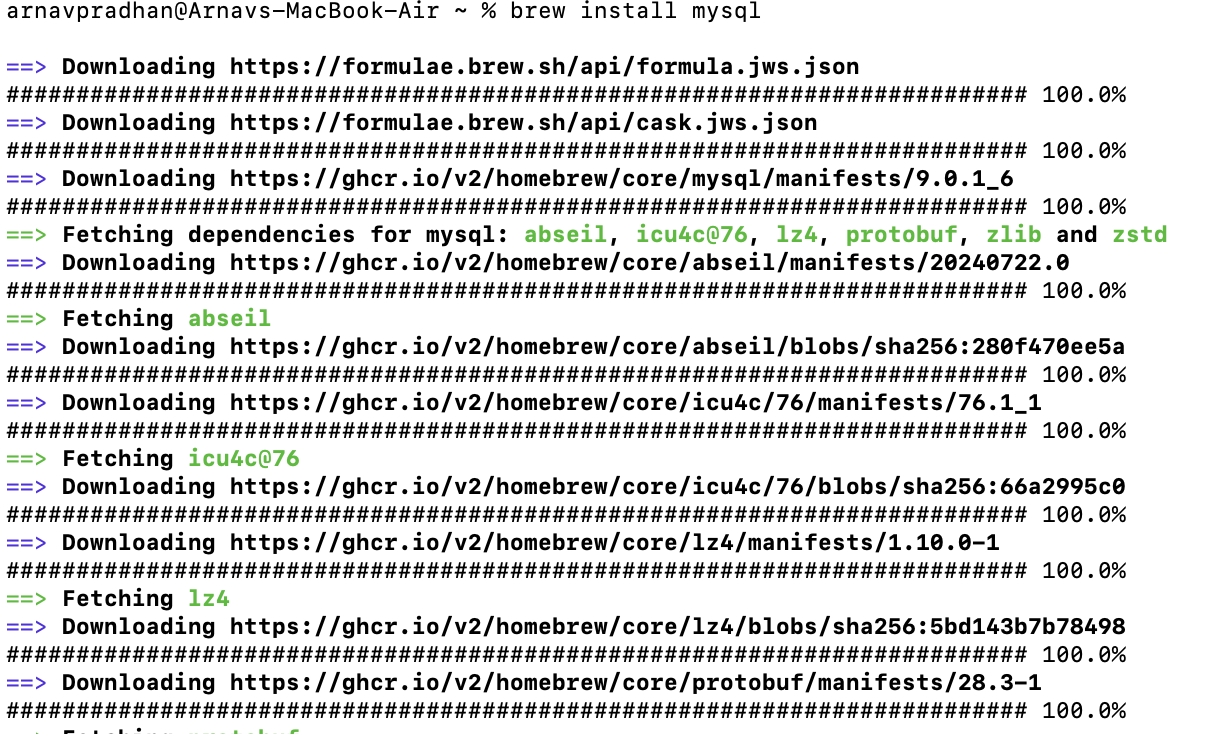 arnavpradhan@Arnavs-MacBook-Air ~ % brew install mysql
==> Downloading https://formulae.brew.sh/api/formula.jws.json
######################################################################### 100.0%
==> Downloading https://formulae.brew.sh/api/cask.jws.json
######################################################################### 100.0%
==> Downloading https://ghcr.io/v2/homebrew/core/mysql/manifests/9.0.1_6
######################################################################### 100.0%
==> Fetching dependencies for mysql: abseil, icu4c@76, lz4, protobuf, zlib and zstd
==> Downloading https://ghcr.io/v2/homebrew/core/abseil/manifests/20240722.0
######################################################################### 100.0%
==> Fetching abseil
==> Downloading https://ghcr.io/v2/homebrew/core/abseil/blobs/sha256:280f470ee5a
######################################################################### 100.0%
==> Downloading https://ghcr.io/v2/homebrew/core/icu4c/76/manifests/76.1_1
######################################################################### 100.0%
==> Fetching icu4c@76
==> Downloading https://ghcr.io/v2/homebrew/core/icu4c/76/blobs/sha256:66a2995c0
######################################################################### 100.0%
==> Downloading https://ghcr.io/v2/homebrew/core/lz4/manifests/1.10.0-1
######################################################################### 100.0%
==> Fetching lz4
==> Downloading https://ghcr.io/v2/homebrew/core/lz4/blobs/sha256:5bd143b7b78498
######################################################################### 100.0%
==> Downloading https://ghcr.io/v2/homebrew/core/protobuf/manifests/28.3-1
######################################################################### 100.0%
==> Fetching protobuf